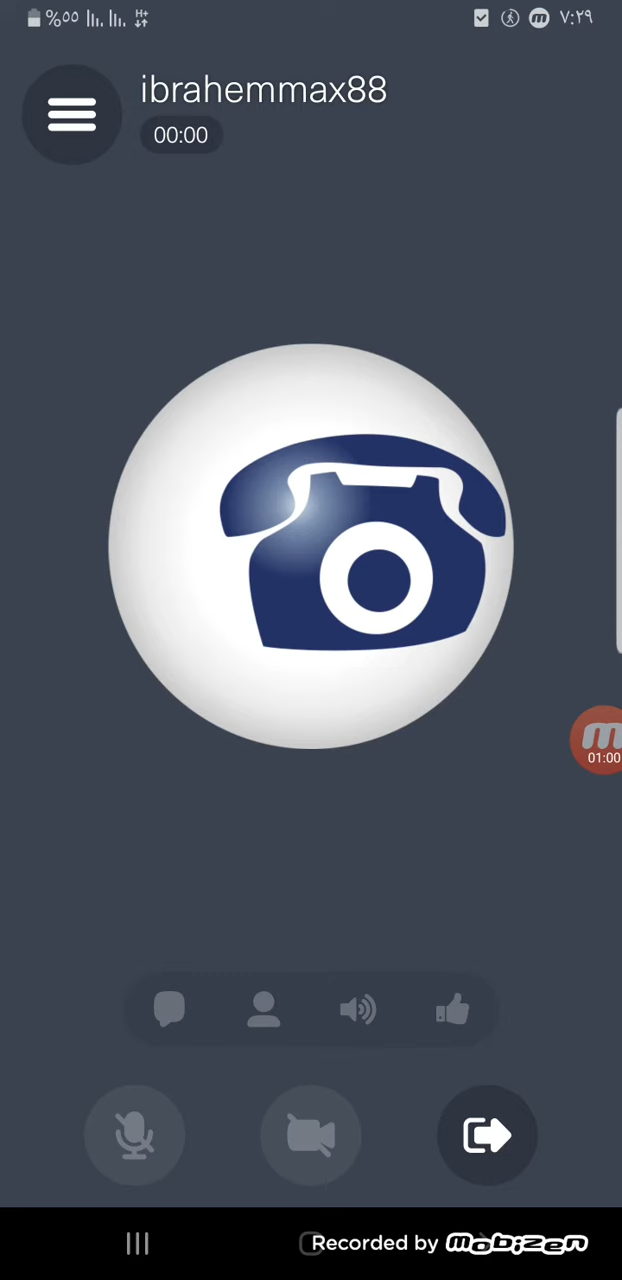 %٥٥ H+ ٧:٢٩
ibrahemmax88
00:00
01:00
Recorded by mobizen